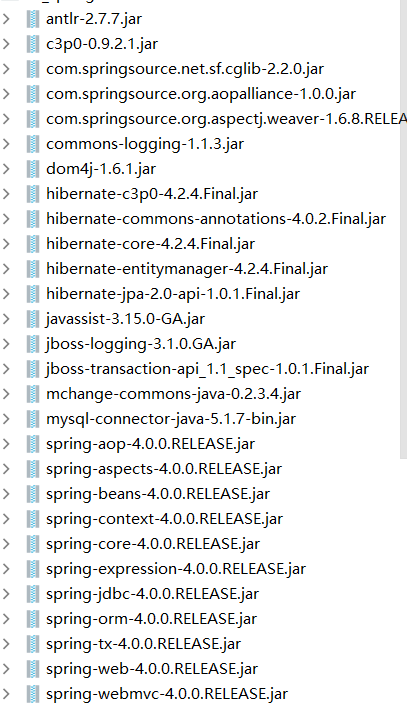 antlr-2.7.7.jar
c3p0-0.9.2.1.jar
com.springsource.net.sf.cglib-2.2.0.jar
com.springsource.org.aopalliance-1.0.0.jar
com.springsource.org.aspectj.weaver-1.6.8.RELEA
commons-logging-1.1.3.jar
dom4j-1.6.1.jar
hibernate-c3p0-4.2.4.Final.jar
hibernate-commons-annotations-4.0.2.Final.jar
hibernate-core-4.2.4.Final.jar
hibernate-entitymanager-4.2.4.Final.jar
hibernate-jpa-2.0-api-1.0.1.Final.jar
javassist-3.15.0-GA.jar
jboss-logging-3.1.0.GA.jar
jboss-transaction-api_1.1_spec-1.0.1.Final.jar
mchange-commons-java-0.2.3.4.jar
mysql-connector-java-5.1.7-bin.jar
spring-aop-4.0.0.RELEASE.jar
spring-aspects-4.0.0.RELEASE.jar
spring-beans-4.0.0.RELEASE.jar
spring-context-4.0.0.RELEASE.jar
spring-core-4.0.0.RELEASE.jar
spring-expression-4.0.0.RELEASE.jar
spring-jdbc-4.0.0.RELEASE.jar
spring-orm-4.0.0.RELEASE.jar
spring-tx-4.0.0.RELEASE.jar
spring-web-4.0.0.RELEASE.jar
spring-webmvc-4.0.0.RELEASE.jar